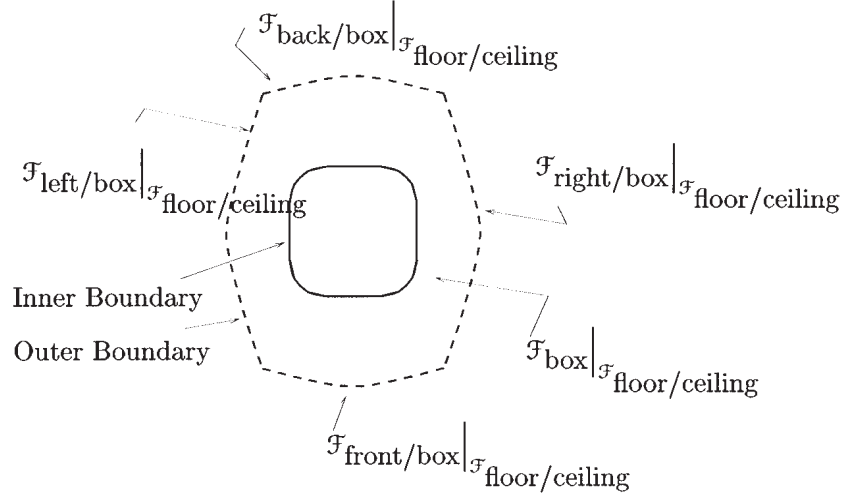 ℱback/box|ℱfloor/ceiling
ℱleft/box|ℱfloor/ceiling
ℱright/box|ℱfloor/ceiling
Inner Boundary
Outer Boundary
ℱbox|ℱfloor/ceiling
ℱfront/box|ℱfloor/ceiling